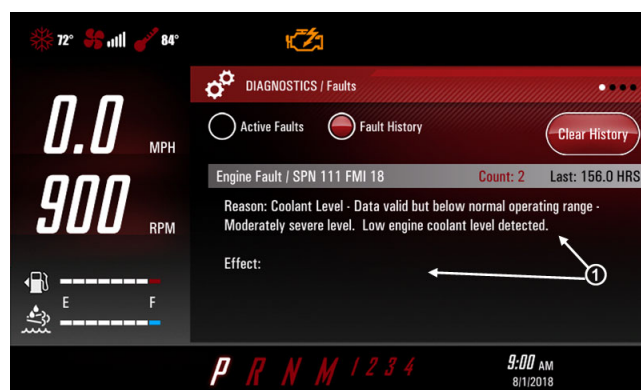 72° 84°
DIAGNOSTICS / Faults
0.0 MPH
Active Faults Fault History Clear History
Engine Fault / SPN 111 FMI 18 Count: 2 Last: 156.0 HRS
900 RPM
Reason: Coolant Level - Data valid but below normal operating range -
Moderately severe level. Low engine coolant level detected.
Effect:
1
E F
P R N M 1 2 3 4
9:00 AM
8/1/2018